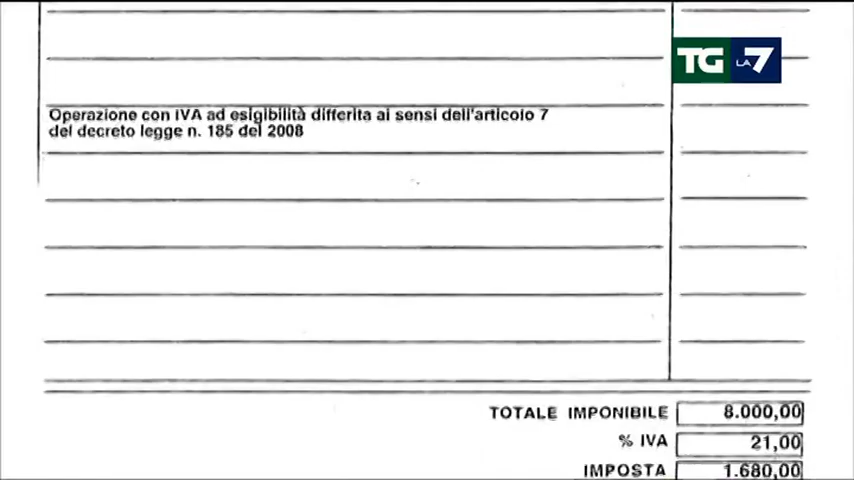 TG LA 7
Operazione con IVA ad esigibilità differita ai sensi dell'articolo 7
del decreto legge n. 185 del 2008
TOTALE IMPONIBILE 8.000,00
% IVA 21,00
IMPOSTA 1.680,00